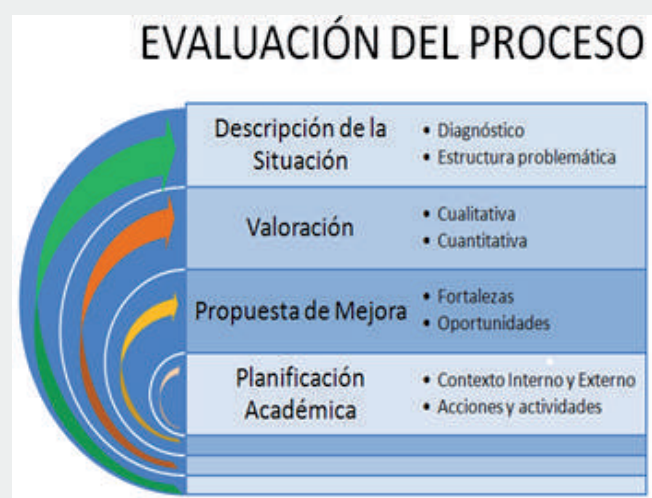 EVALUACIÓN DEL PROCESO
Descripción de la
Situación
• Diagnóstico
• Estructura problemática
Valoración
• Cualitativa
• Cuantitativa
Propuesta de Mejora
• Fortalezas
• Oportunidades
Planificación
Académica
• Contexto Interno y Externo
• Acciones y actividades